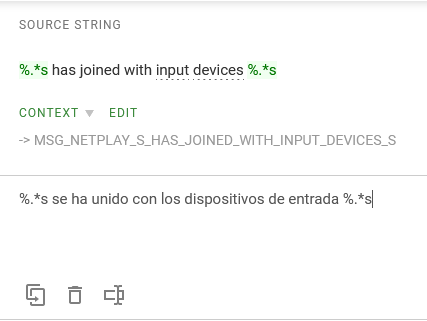 SOURCE STRING
%.*s has joined with input devices %.*s
CONTEXT EDIT
-> MSG_NETPLAY_S_HAS_JOINED_WITH_INPUT_DEVICES_S
%.*s se ha unido con los dispositivos de entrada %.*s